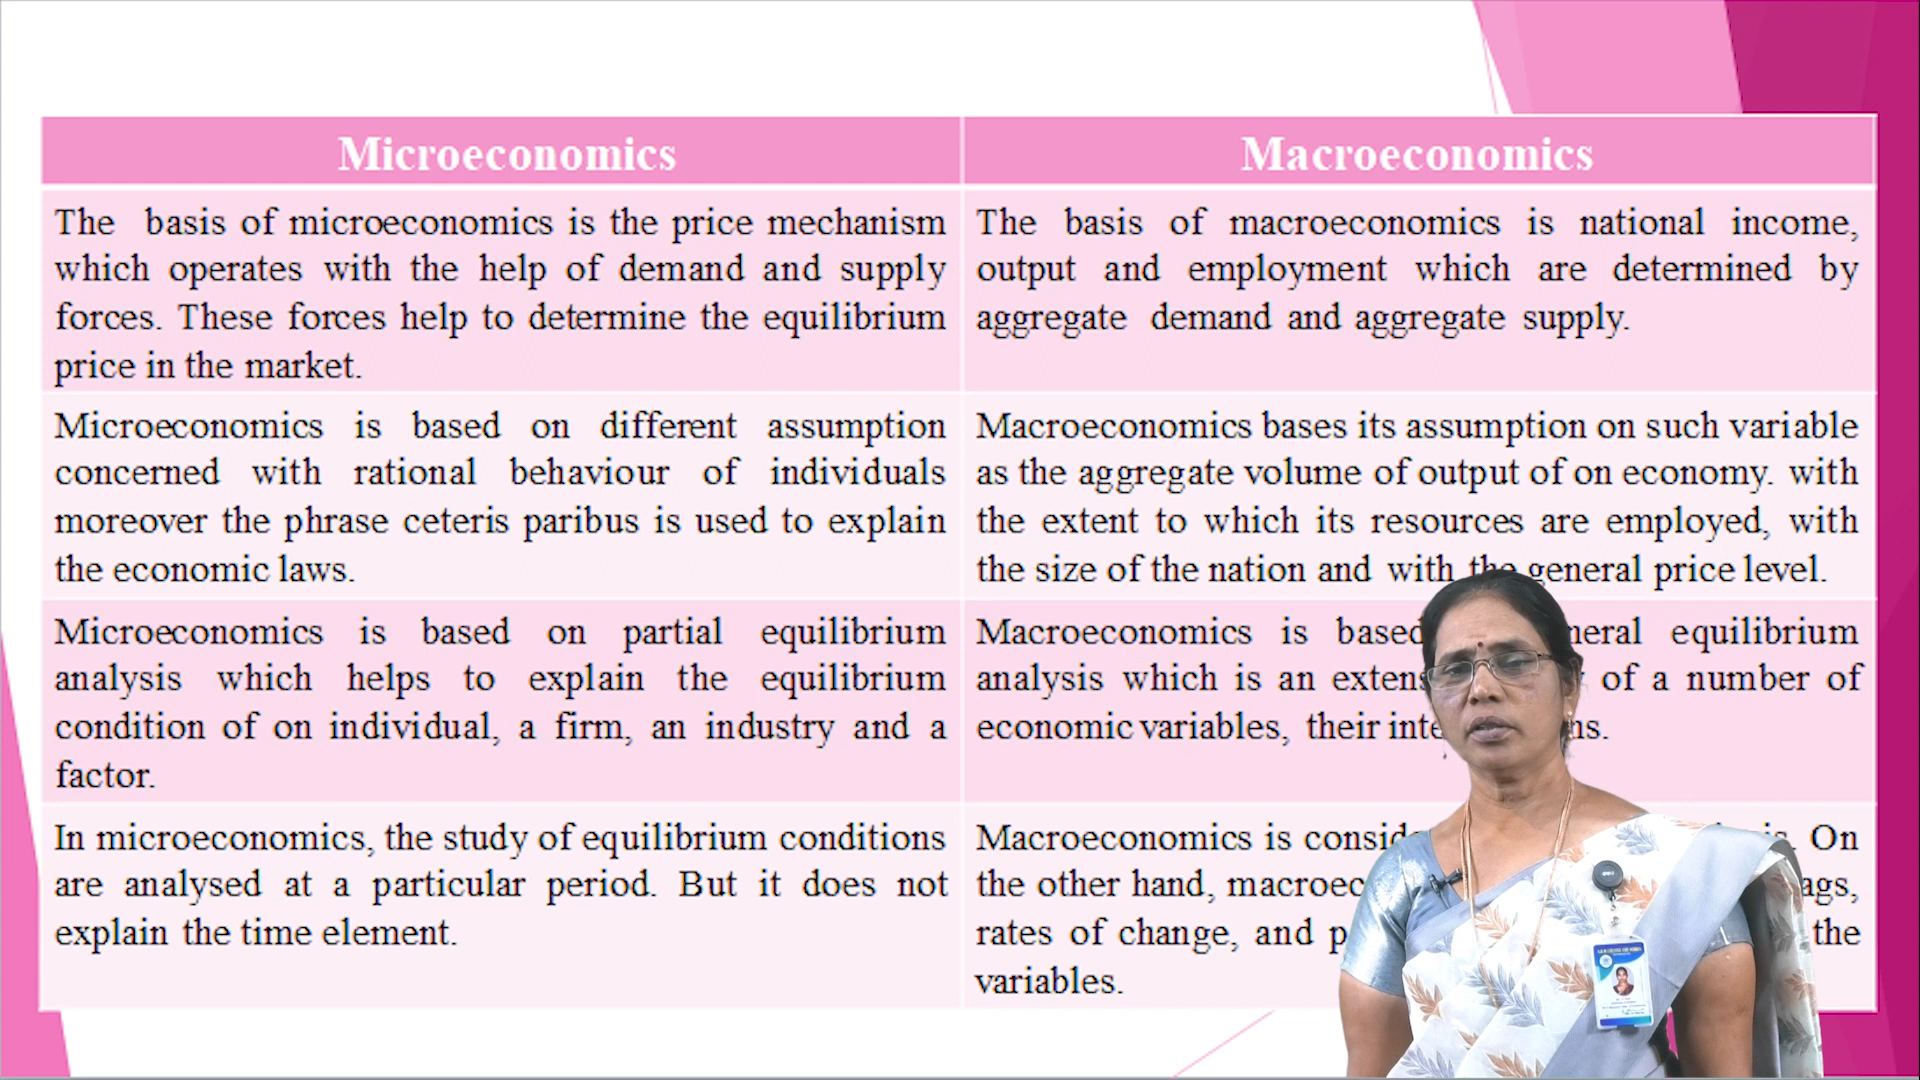 Microeconomics
Macroeconomics
The basis of microeconomics is the price mechanism
which operates with the help of demand and supply
forces. These forces help to determine the equilibrium
price in the market.
The basis of macroeconomics is national income,
output and employment which are determined by
aggregate demand and aggregate supply.
Microeconomics is based on different assumption
concerned with rational behaviour of individuals
moreover the phrase ceteris paribus is used to explain
the economic laws.
Macroeconomics bases its assumption on such variable
as the aggregate volume of output of on economy. with
the extent to which its resources are employed, with
the size of the nation and with the general price level.
Microeconomics is based on partial equilibrium
analysis which helps to explain the equilibrium
condition of on individual, a firm, an industry and a
factor.
Macroeconomics is based equilibrium
analysis which is an of a number of
economic variables, their
In microeconomics, the study of equilibrium conditions
are analysed at a particular period. But it does not
explain the time element.
Macroeconomics is On
the other hand,
rates of change, and the
variables.